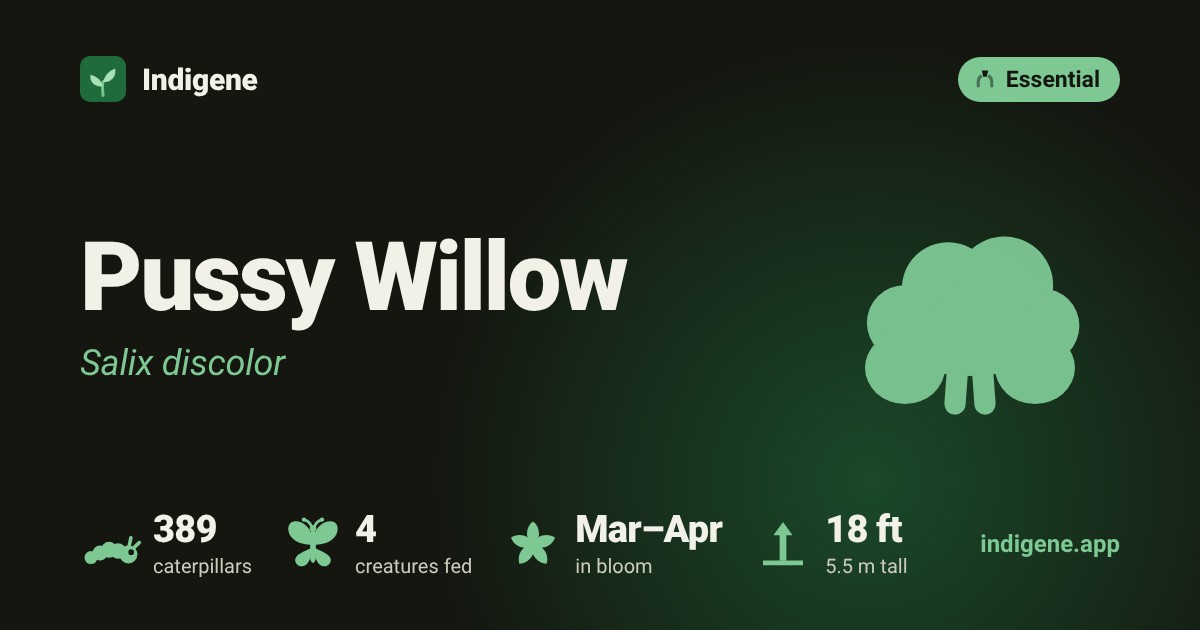 Indigene
Essential
Pussy Willow
Salix discolor
389
caterpillars
4
creatures fed
Mar–Apr
in bloom
18 ft
5.5 m tall
indigene.app